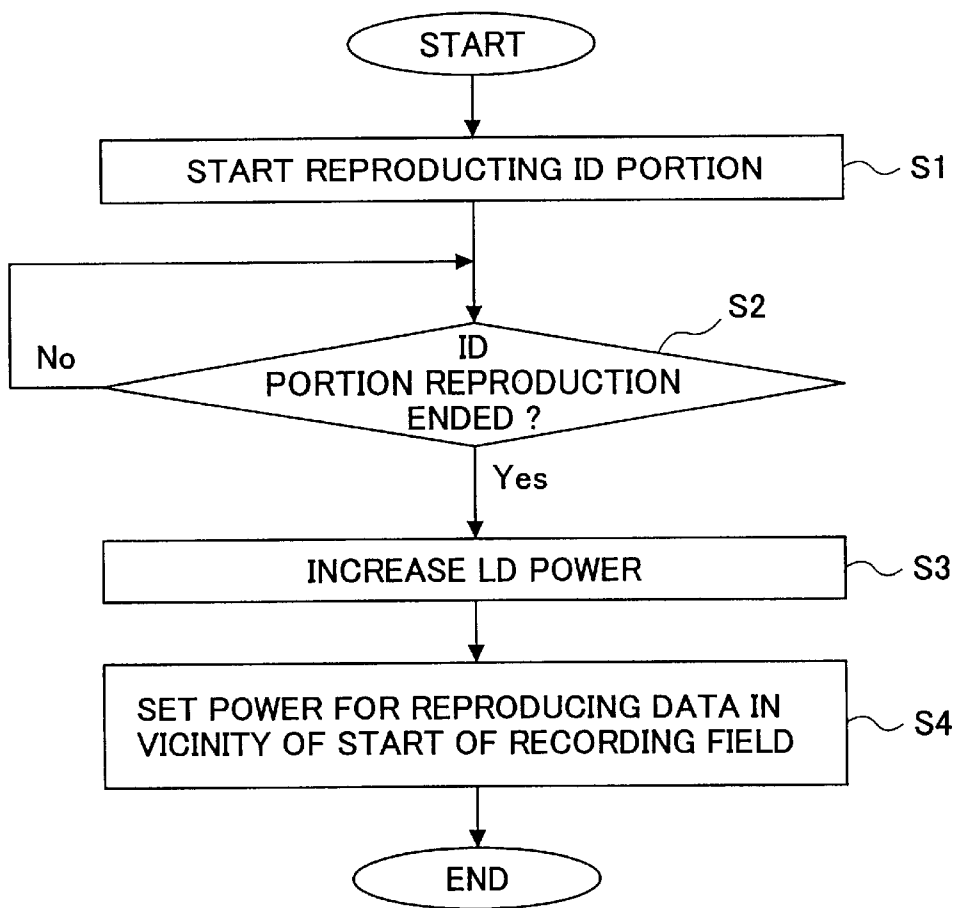 START
START REPRODUCTING ID PORTION
S1
S2
No
ID
PORTION REPRODUCTION
ENDED ?
Yes
INCREASE LD POWER
S3
SET POWER FOR REPRODUCING DATA IN
VICINITY OF START OF RECORDING FIELD
S4
END